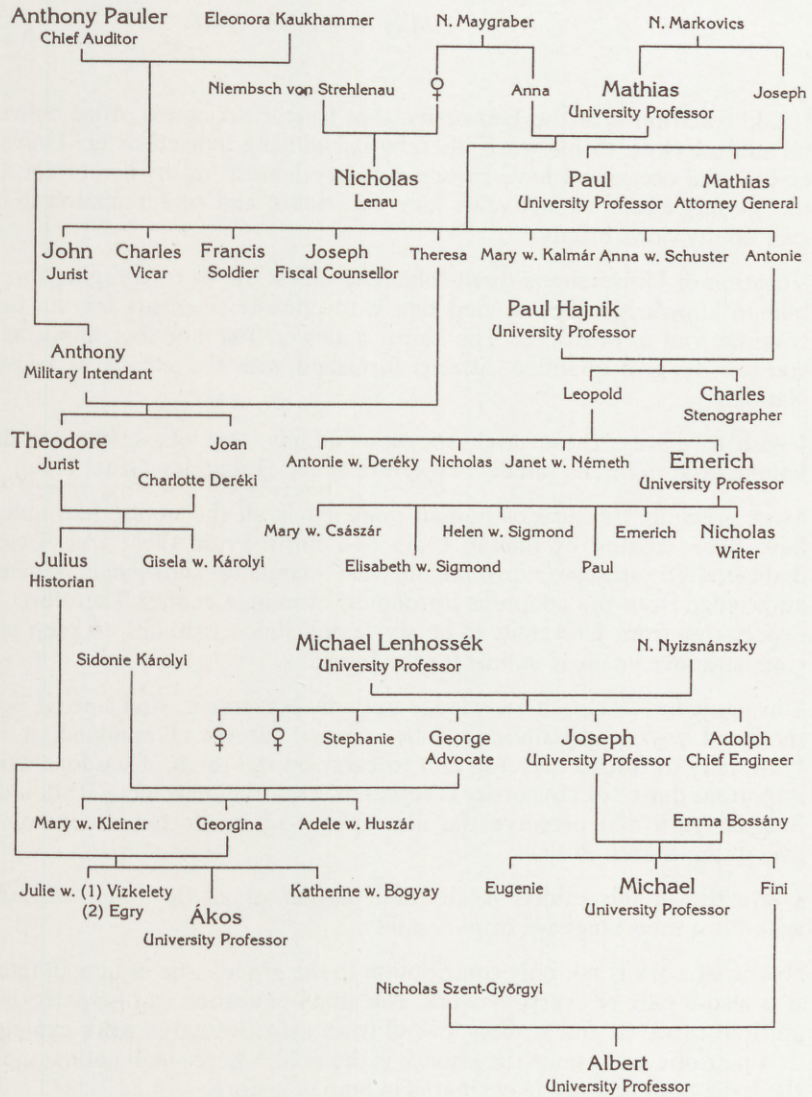 Anthony Pauler
Chief Auditor
Eleonora Kaukhammer
N. Maygraber
N. Markovics
Niembsch von Strehlenau
♀
Anna
Mathias
University Professor
Joseph
Nicholas
Lenau
Paul
University Professor
Mathias
Attorney General
John
Jurist
Charles
Vicar
Francis
Soldier
Joseph
Fiscal Counsellor
Theresa
Mary w. Kalmár
Anna w. Schuster
Antonie
Paul Hajnik
University Professor
Anthony
Military Intendant
Leopold
Charles
Stenographer
Theodore
Jurist
Joan
Antonie w. Deréky
Nicholas
Janet w. Németh
Emerich
University Professor
Charlotte Deréki
Mary w. Császár
Elisabeth w. Sigmond
Helen w. Sigmond
Paul
Emerich
Nicholas
Writer
Julius
Historian
Gisela w. Károlyi
Sidonie Károlyi
Michael Lenhossék
University Professor
N. Nyizsnánszky
♀
♀
Stephanie
George
Advocate
Joseph
University Professor
Adolph
Chief Engineer
Mary w. Kleiner
Georgina
Adele w. Huszár
Emma Bossány
Julie w. (1) Vizkelety
(2) Egry
Ákos
University Professor
Katherine w. Bogyay
Eugenie
Michael
University Professor
Fini
Nicholas Szent-Györgyi
Albert
University Professor